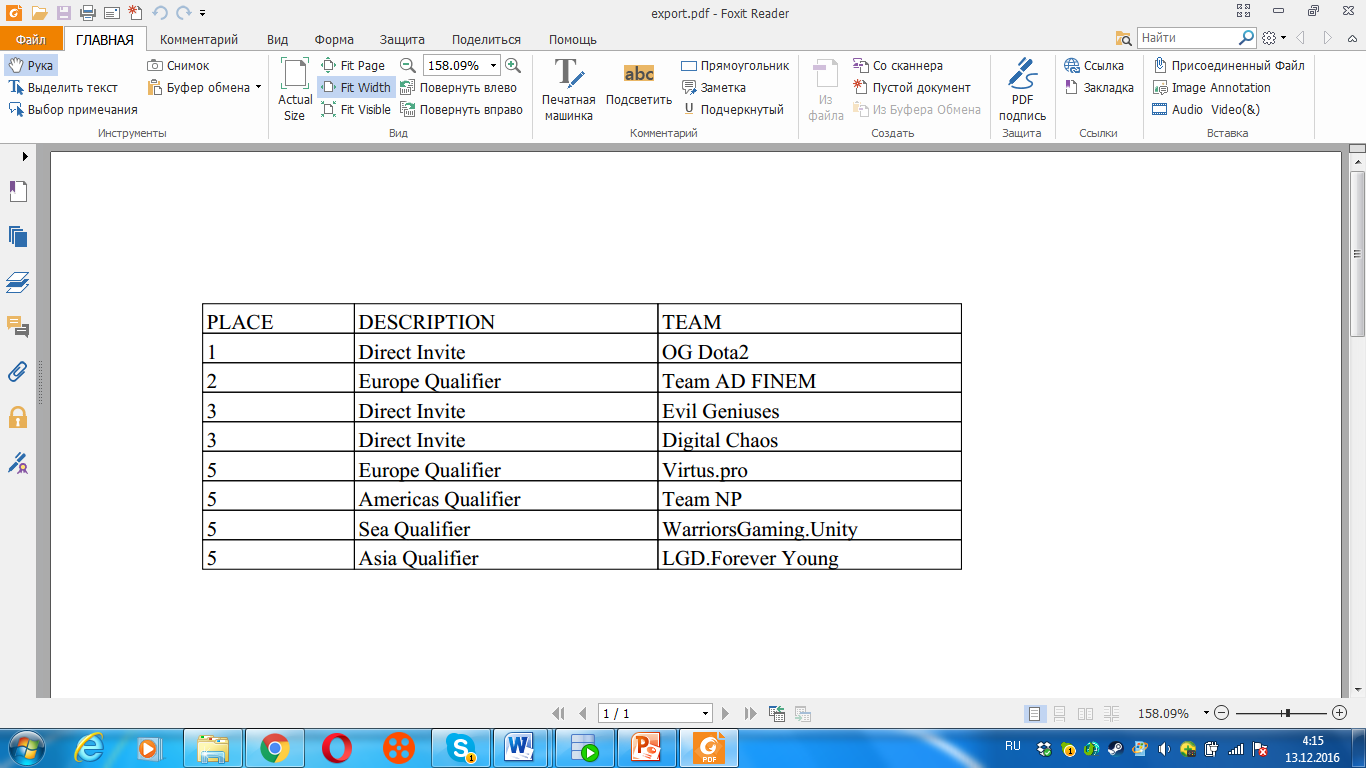 export.pdf - Foxit Reader
Файл ГЛАВНАЯ Комментарий Вид Форма Защита Поделиться Помощь Найти
Рука Снимок Fit Page 158.09% Прямоугольник Со сканера Ссылка Присоединенный Файл
Выделить текст Буфер обмена Actual Size Fit Width Повернуть влево Печатная машинка Подсветить Заметка Из файла Пустой документ PDF подпись Закладка Image Annotation
Выбор примечания Fit Visible Повернуть вправо Подчеркнутый Из Буфера Обмена Audio Video(&)
Инструменты Вид Комментарий Создать Защита Ссылки Вставка
PLACE DESCRIPTION TEAM
1 Direct Invite OG Dota2
2 Europe Qualifier Team AD FINEM
3 Direct Invite Evil Geniuses
3 Direct Invite Digital Chaos
5 Europe Qualifier Virtus.pro
5 Americas Qualifier Team NP
5 Sea Qualifier WarriorsGaming.Unity
5 Asia Qualifier LGD.Forever Young
1 / 1 158.09%
RU 4:15
13.12.2016